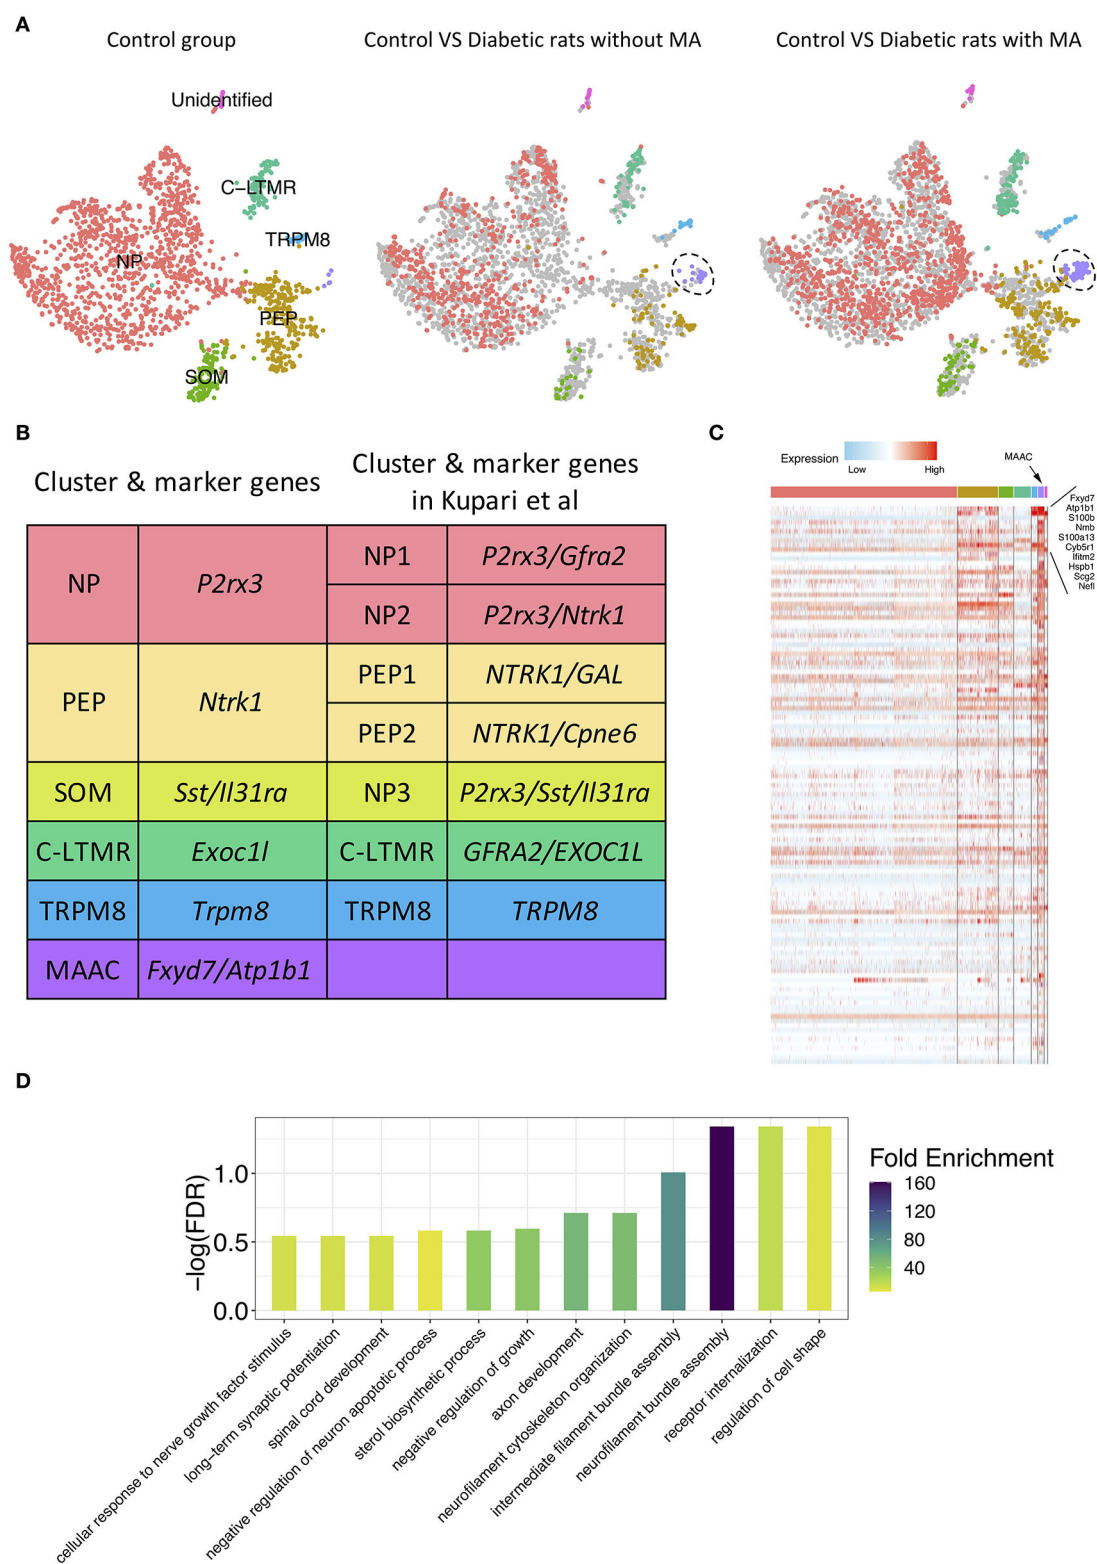 A
Control group
Control VS Diabetic rats without MA
Control VS Diabetic rats with MA
Unidentified
C-LTMR
TRPM8
NP
PEP
SOM
B
Cluster & marker genes
Cluster & marker genes
in Kupari et al
NP
P2rx3
NP1
P2rx3/Gfra2
NP2
P2rx3/Ntrk1
PEP
Ntrk1
PEP1
NTRK1/GAL
PEP2
NTRK1/Cpne6
SOM
Sst/Il31ra
NP3
P2rx3/Sst/Il31ra
C-LTMR
Exoc1l
C-LTMR
GFRA2/EXOC1L
TRPM8
Trpm8
TRPM8
TRPM8
MAAC
Fxyd7/Atp1b1
C
Expression
Low
High
MAAC
Fxyd7
Atp1b1
S100b
Nmb
S100a13
Cyb5r1
Ifitm2
Hspb1
Scg2
Nefl
D
-log(FDR)
1.0
0.5
0.0
cellular response to nerve growth factor stimulus
long-term synaptic potentiation
spinal cord development
negative regulation of neuron apoptotic process
sterol biosynthetic process
negative regulation of growth
axon development
neurofilament cytoskeleton organization
intermediate filament bundle assembly
neurofilament bundle assembly
receptor internalization
regulation of cell shape
Fold Enrichment
160
120
80
40